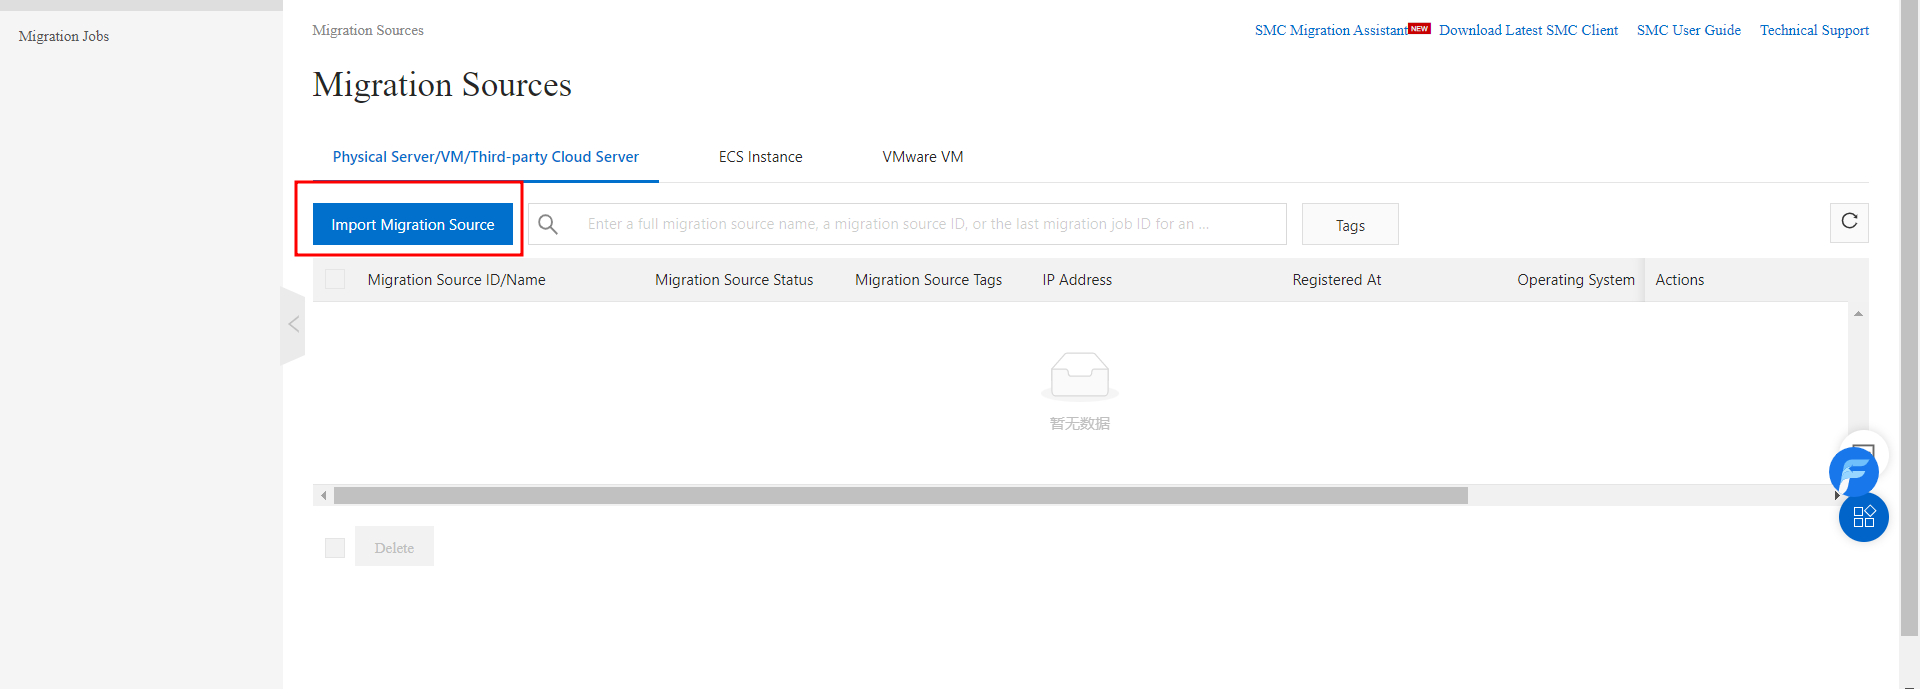 Migration Jobs
Migration Sources
SMC Migration Assistant NEW Download Latest SMC Client SMC User Guide Technical Support
Migration Sources
Physical Server/VM/Third-party Cloud Server ECS Instance VMware VM
Import Migration Source Enter a full migration source name, a migration source ID, or the last migration job ID for an ... Tags
Migration Source ID/Name Migration Source Status Migration Source Tags IP Address Registered At Operating System Actions
暂无数据
Delete